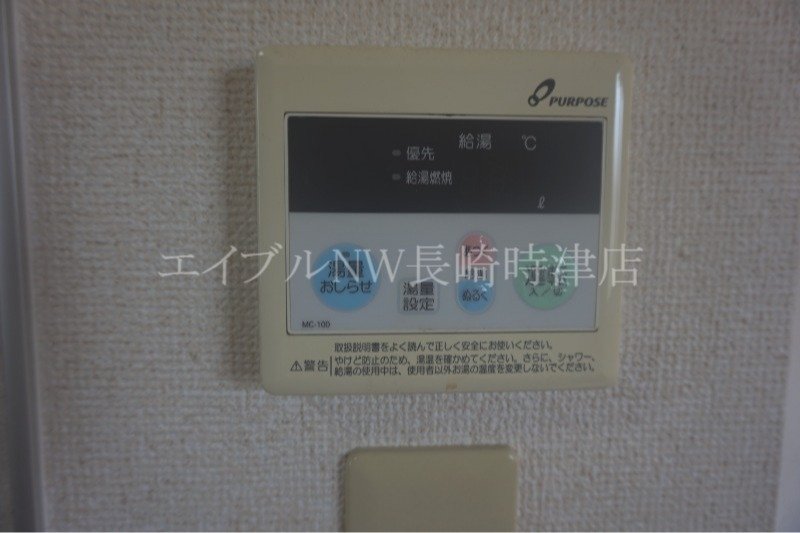 PURPOSE
給湯 ℃
優先
給湯燃焼
ℓ
エイブルNW長崎時津店
湯量
おしらせ
湯量
設定
ぬるく
MC-100
取扱説明書をよく読んで正しく安全にお使いください。
⚠警告 やけど防止のため、湯温を確かめてください。さらに、シャワー、
給湯の使用中は、使用者以外お湯の温度を変更しないでください。